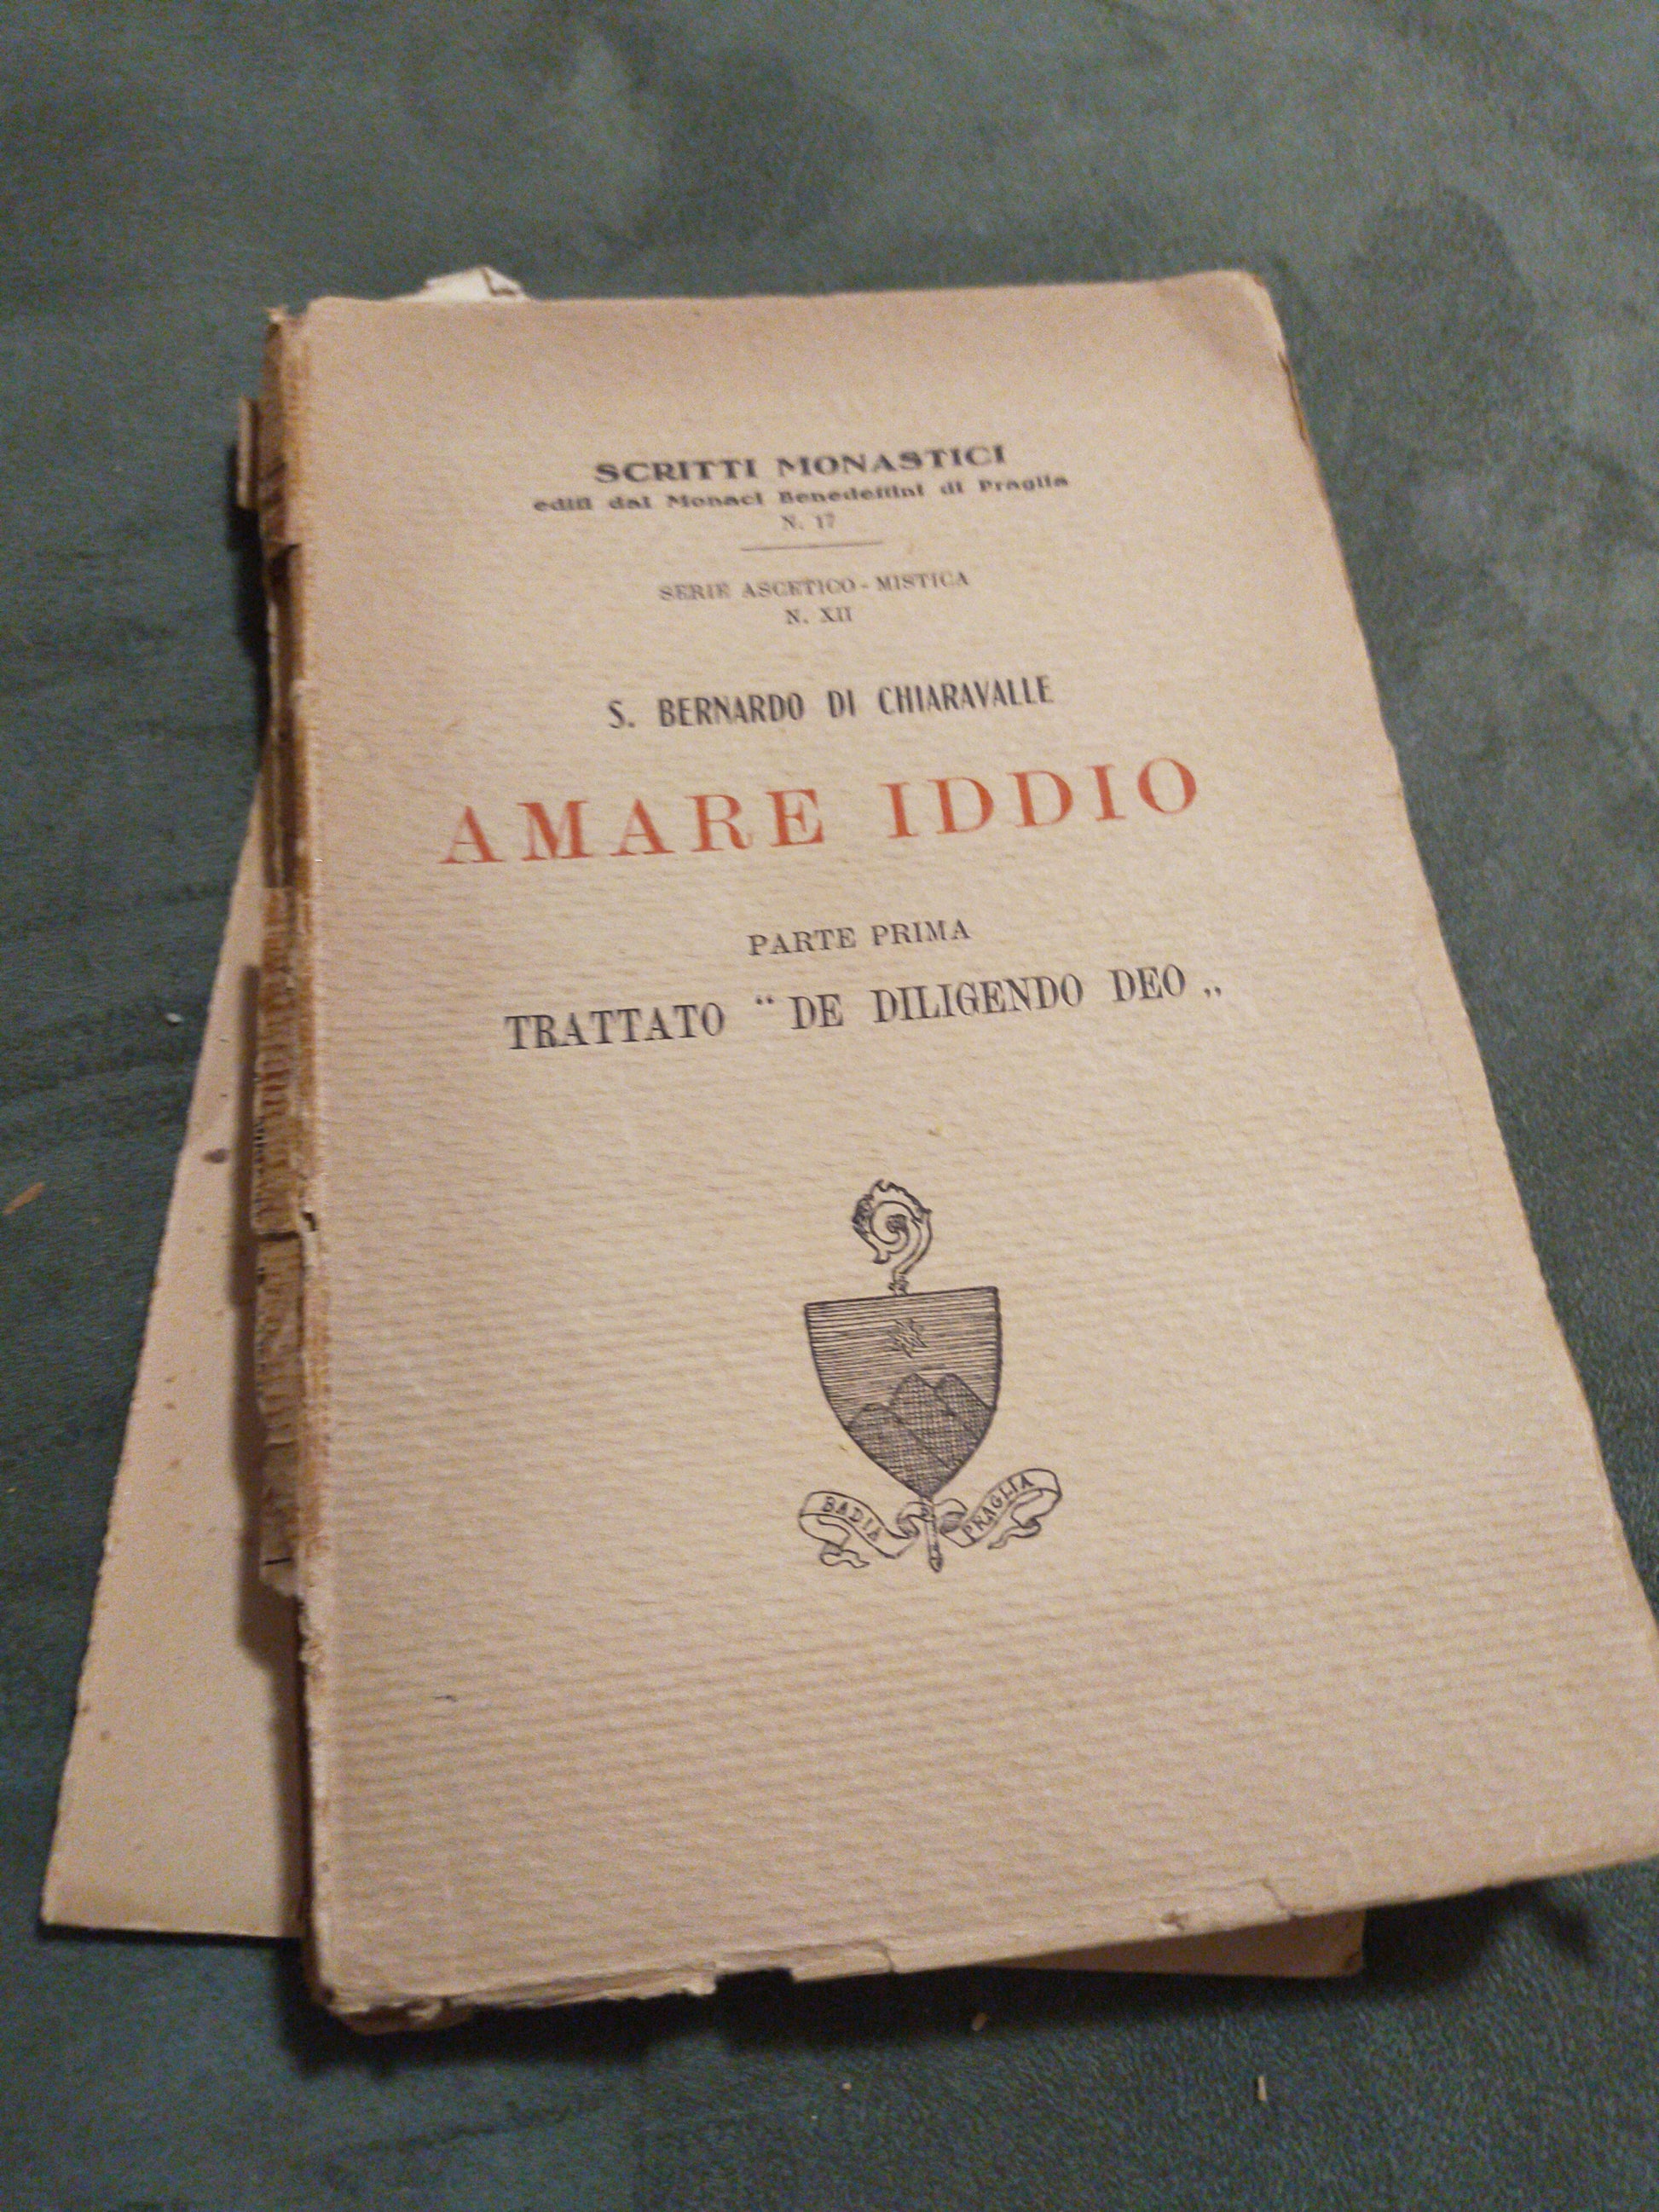 SCRITTI MONASTICI
editi dai Monaci Benedettini di Praglia
N. 17
SERIE ASCETICO - MISTICA
N. XII
S. BERNARDO DI CHIARAVALLE
AMARE IDDIO
PARTE PRIMA
TRATTATO “ DE DILIGENDO DEO „
BADIA PRAGLIA